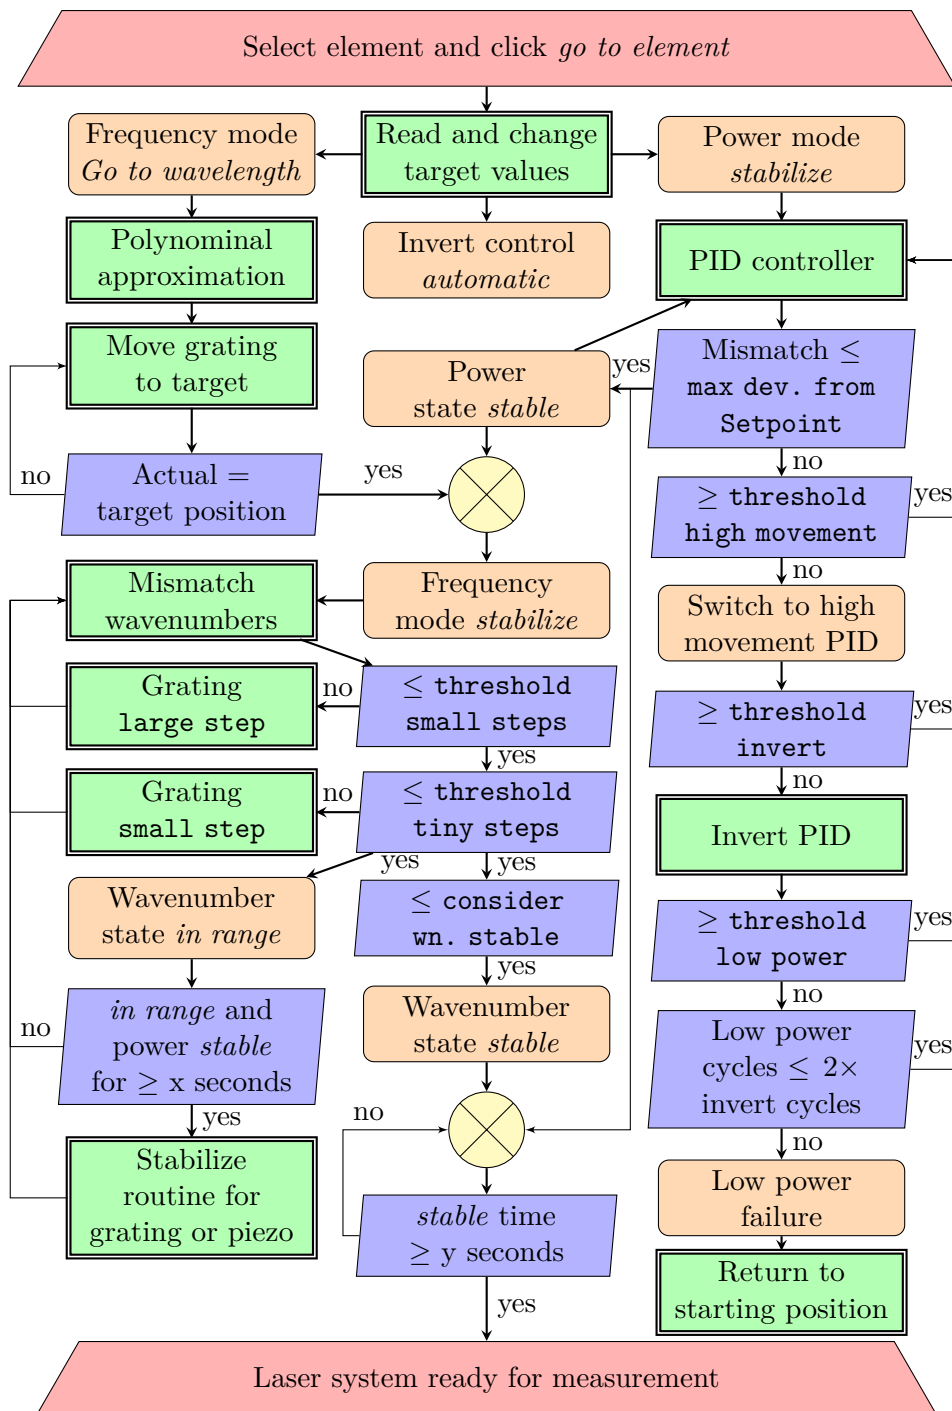 Select element and click go to element
Frequency mode
Go to wavelength
Read and change
target values
Power mode
stabilize
Polynominal
approximation
Invert control
automatic
PID controller
Move grating
to target
Power
state stable
yes
Mismatch ≤
max dev. from
Setpoint
no
Actual =
target position
no
yes
≥ threshold
high movement
yes
no
Mismatch
wavenumbers
Frequency
mode stabilize
Switch to high
movement PID
Grating
large step
no
≤ threshold
small steps
yes
≥ threshold
invert
yes
no
Grating
small step
no
≤ threshold
tiny steps
yes
yes
Invert PID
Wavenumber
state in range
≤ consider
wn. stable
yes
≥ threshold
low power
yes
no
in range and
power stable
for ≥ x seconds
no
yes
Wavenumber
state stable
Low power
cycles ≤ 2×
invert cycles
yes
no
Stabilize
routine for
grating or piezo
no
stable time
≥ y seconds
yes
Low power
failure
Return to
starting position
Laser system ready for measurement